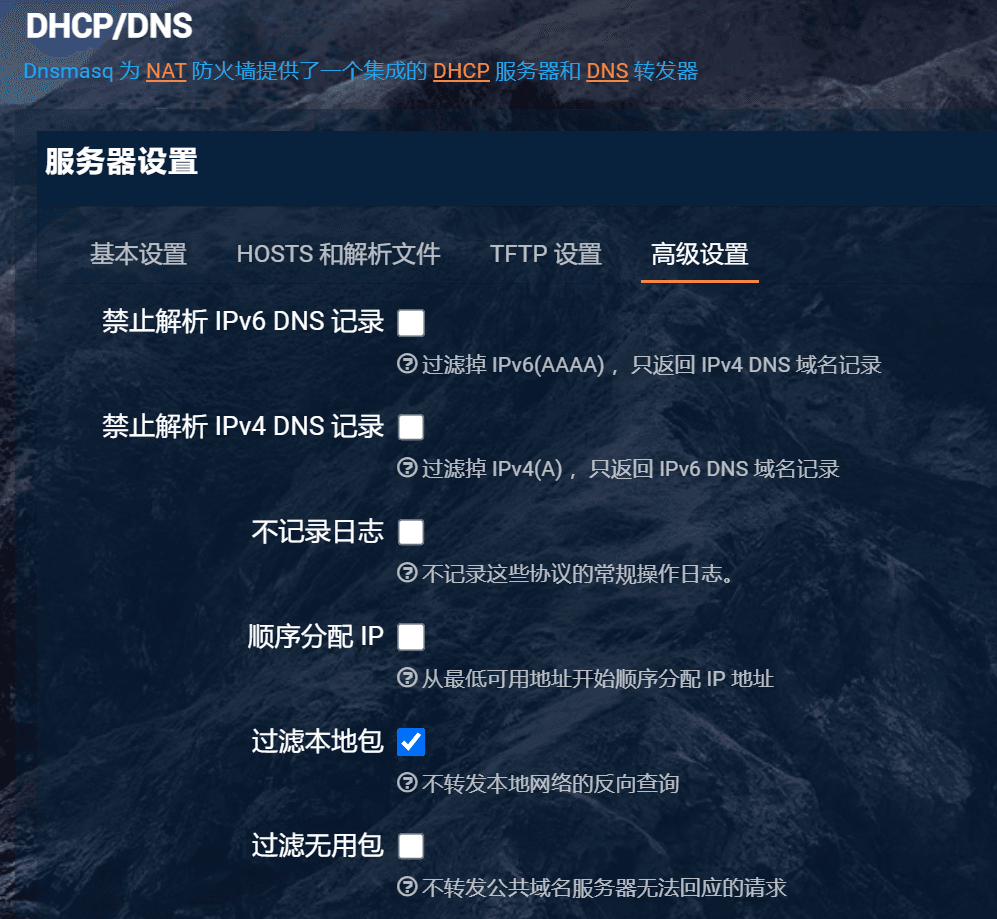 DHCP/DNS
Dnsmasq 为 NAT 防火墙提供了一个集成的 DHCP 服务器和 DNS 转发器
服务器设置
基本设置 HOSTS 和解析文件 TFTP 设置 高级设置
禁止解析 IPv6 DNS 记录
过滤掉 IPv6(AAAA) ，只返回 IPv4 DNS 域名记录
禁止解析 IPv4 DNS 记录
过滤掉 IPv4(A) ，只返回 IPv6 DNS 域名记录
不记录日志
不记录这些协议的常规操作日志。
顺序分配 IP
从最低可用地址开始顺序分配 IP 地址
过滤本地包
不转发本地网络的反向查询
过滤无用包
不转发公共域名服务器无法回应的请求